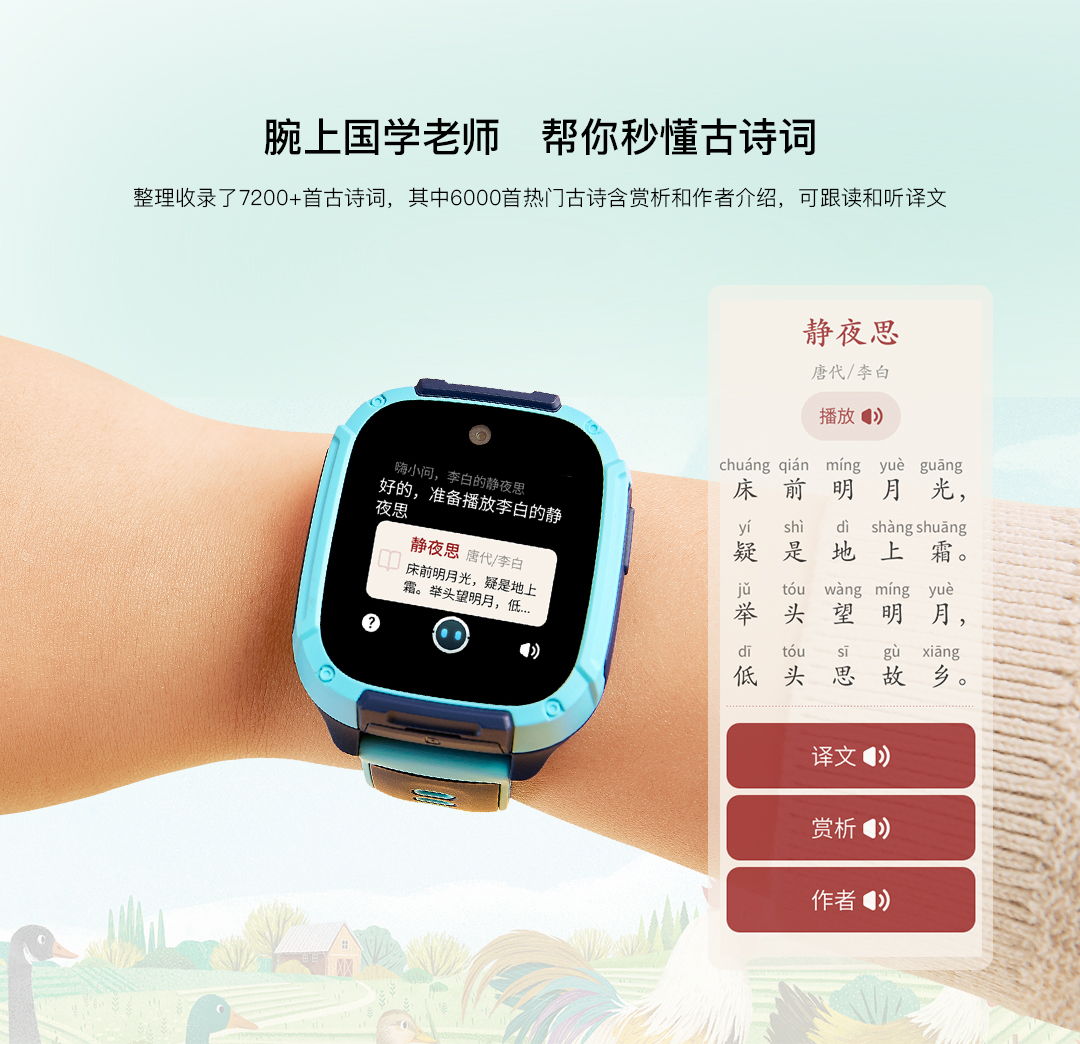 腕上国学老师 帮你秒懂古诗词
整理收录了7200+首古诗词，其中6000首热门古诗含赏析和作者介绍，可跟读和听译文
嗨小问，李白的静夜思
好的，准备播放李白的静
夜思
静夜思 唐代/李白
床前明月光，疑是地上
霜。举头望明月，低...
?
静夜思
唐代/李白
播放
chuáng qián míng yuè guāng
床前明月光，
yí shì dì shàng shuāng
疑是地上霜。
jǔ tóu wàng míng yuè
举头望明月，
dī tóu sī gù xiāng
低头思故乡。
译文
赏析
作者